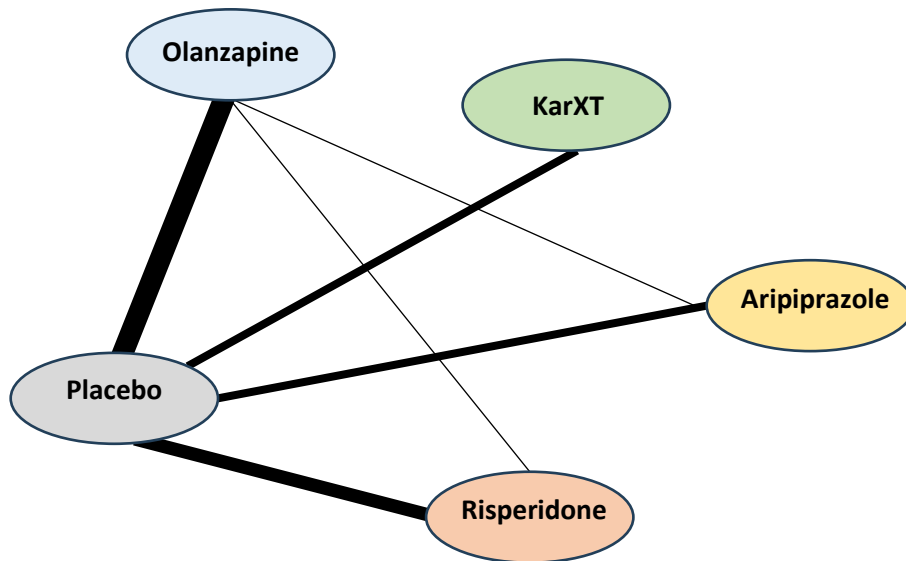 Olanzapine
KarXT
Aripiprazole
Placebo
Risperidone